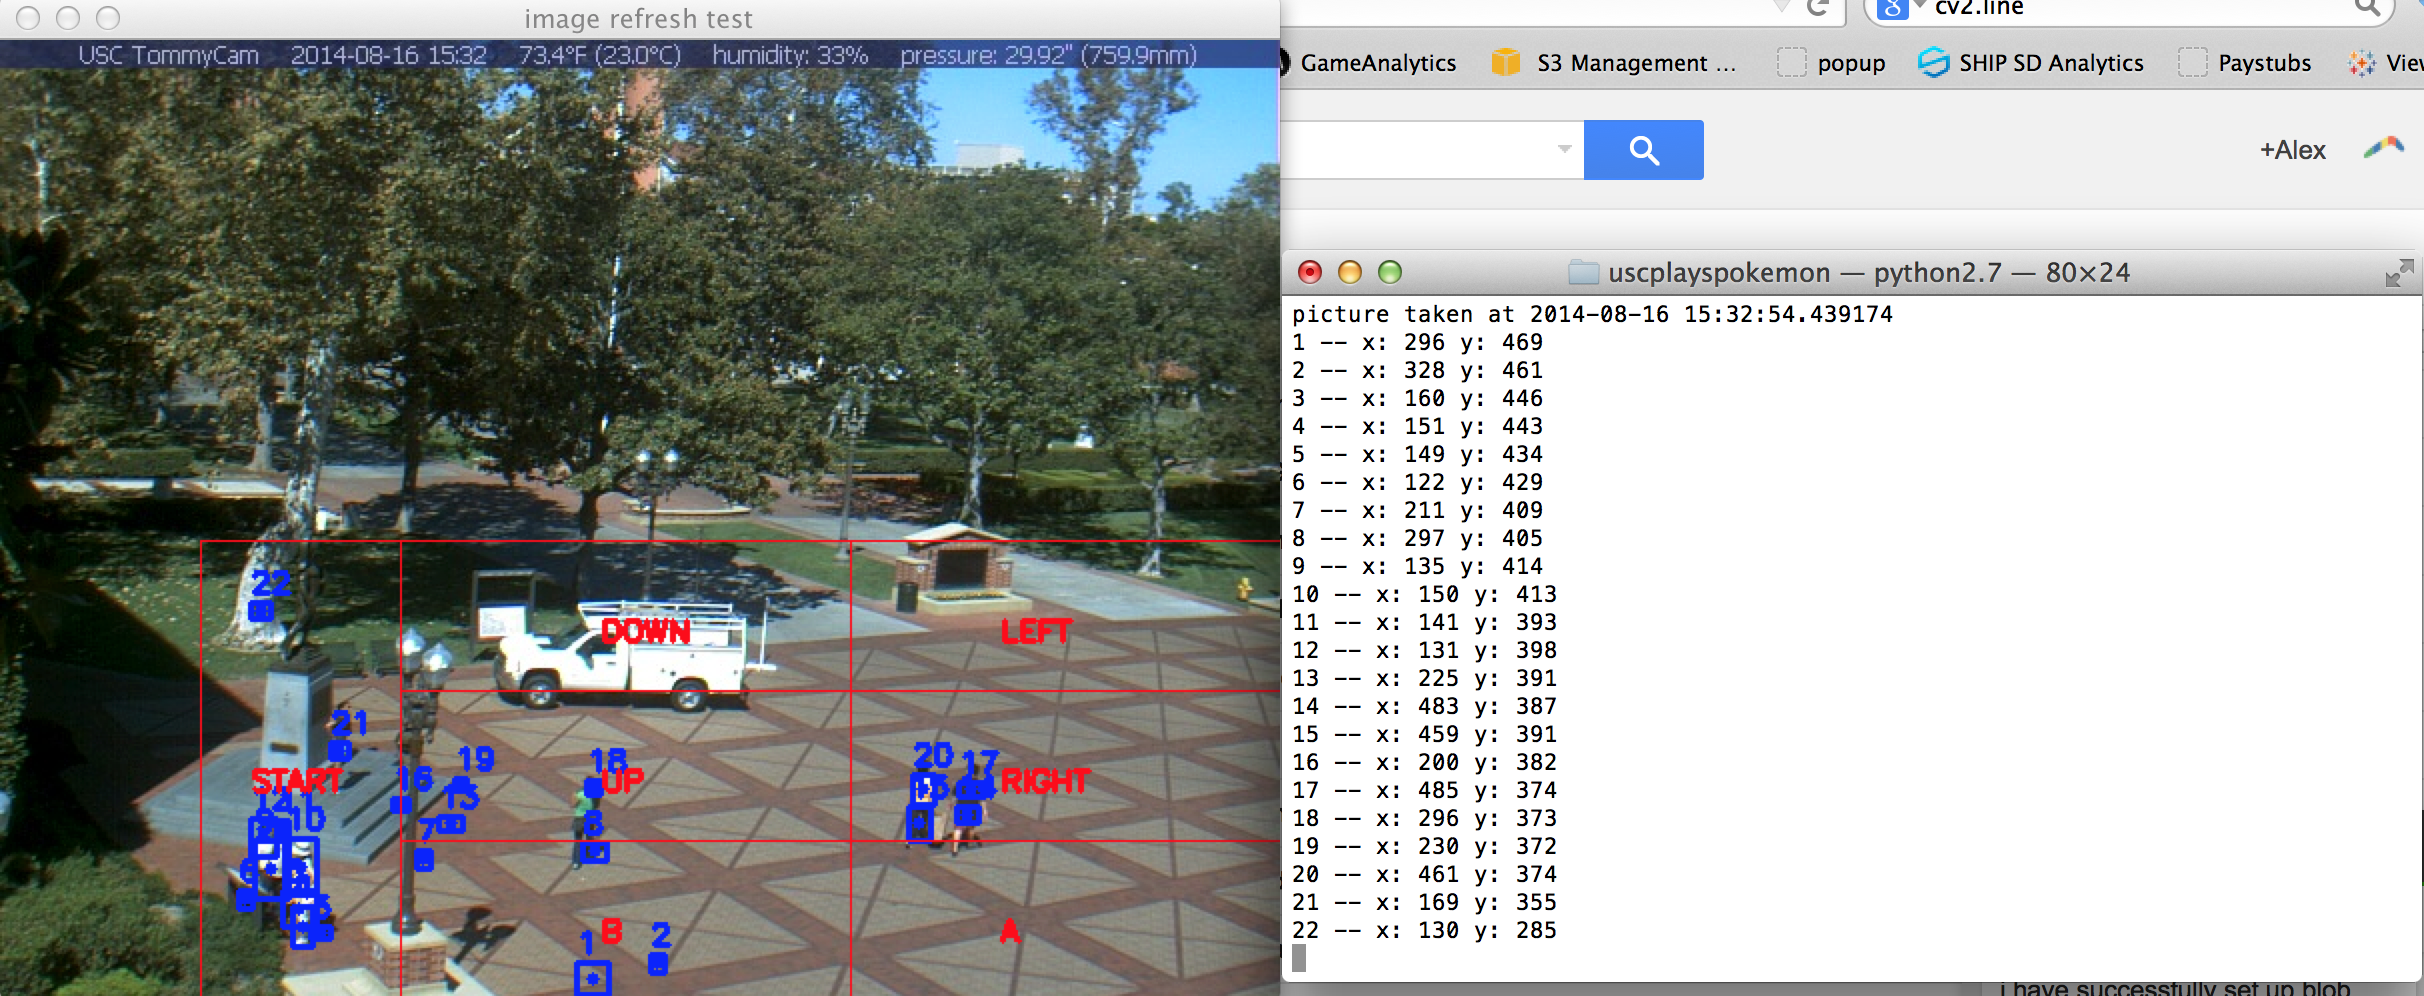 image refresh test
USC TommyCam 2014-08-16 15:32 73.4°F (23.0°C) humidity: 33% pressure: 29.92" (759.9mm)
22
DOWN
LEFT
21
START
16
19
18
UP
20
17
RIGHT
13
7
8
1
B
2
A
cv2.line
GameAnalytics
S3 Management ...
popup
SHIP SD Analytics
Paystubs
+Alex
uscplayspokemon — python2.7 — 80×24
picture taken at 2014-08-16 15:32:54.439174
1 -- x: 296 y: 469
2 -- x: 328 y: 461
3 -- x: 160 y: 446
4 -- x: 151 y: 443
5 -- x: 149 y: 434
6 -- x: 122 y: 429
7 -- x: 211 y: 409
8 -- x: 297 y: 405
9 -- x: 135 y: 414
10 -- x: 150 y: 413
11 -- x: 141 y: 393
12 -- x: 131 y: 398
13 -- x: 225 y: 391
14 -- x: 483 y: 387
15 -- x: 459 y: 391
16 -- x: 200 y: 382
17 -- x: 485 y: 374
18 -- x: 296 y: 373
19 -- x: 230 y: 372
20 -- x: 461 y: 374
21 -- x: 169 y: 355
22 -- x: 130 y: 285
i have successfully set up blob